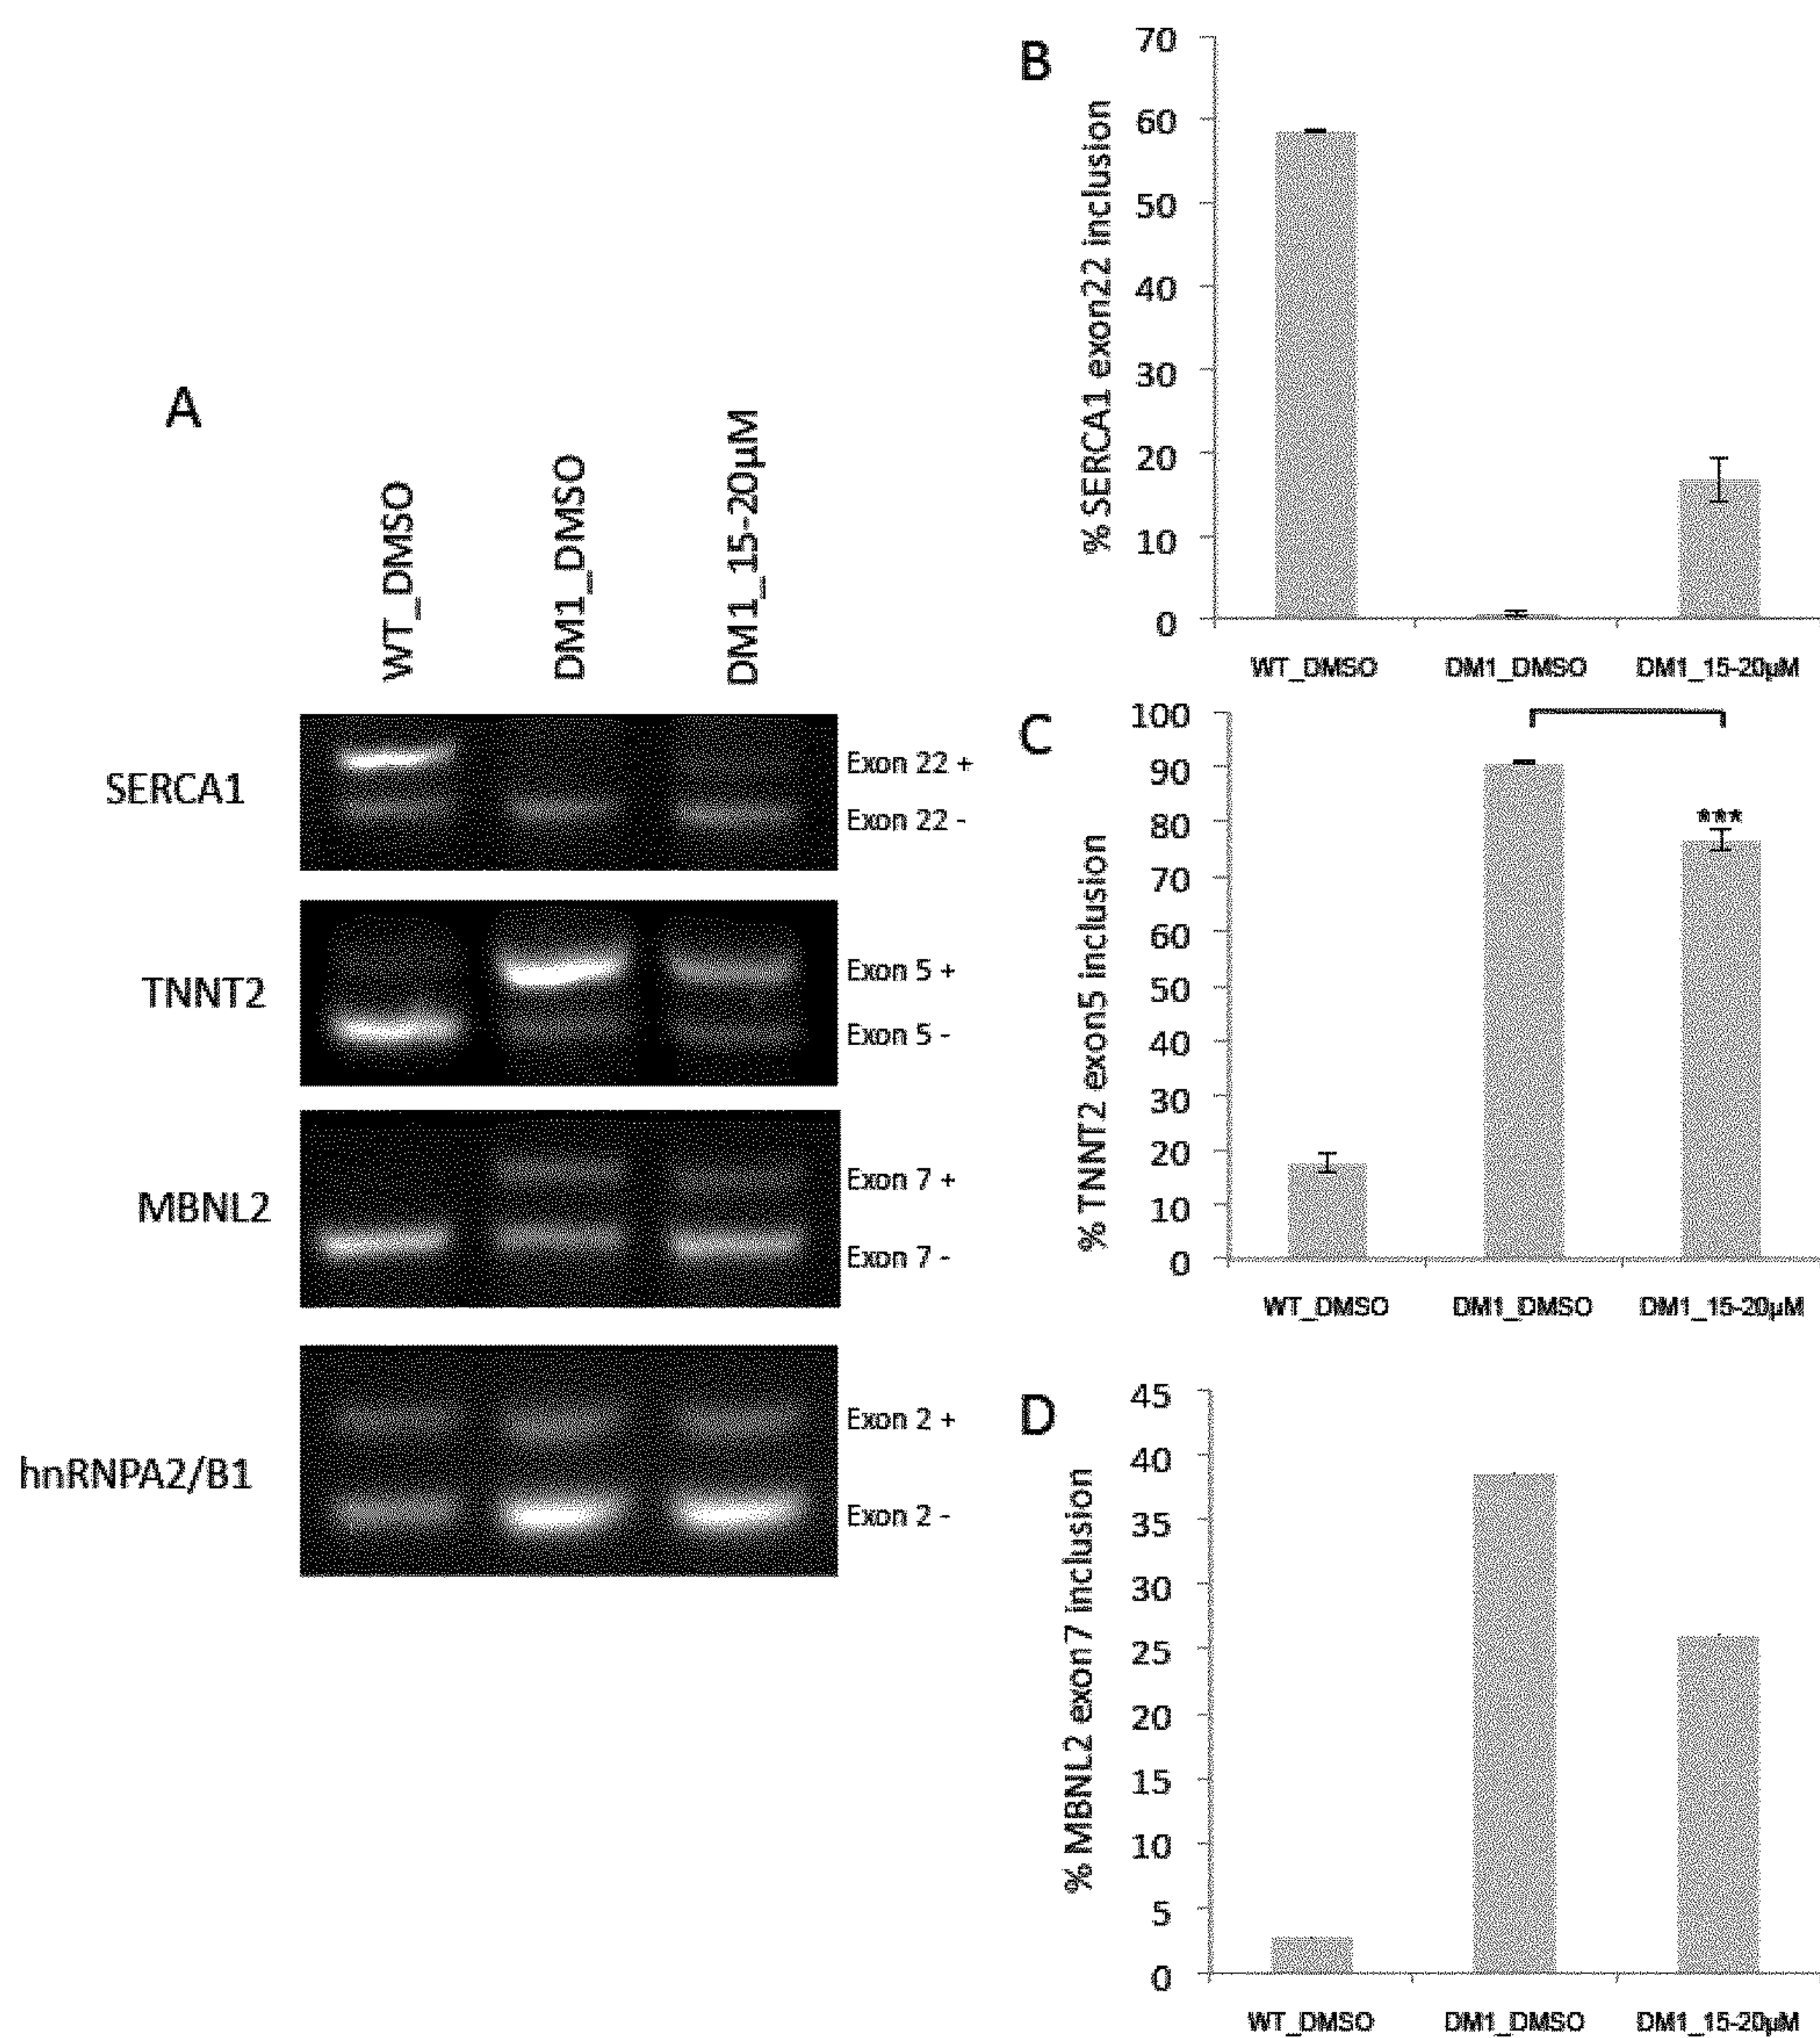 A
WT_DMSO
DM1_DMSO
DM1_15-20µM
SERCA1
Exon 22 +
Exon 22 -
TNNT2
Exon 5 +
Exon 5 -
MBNL2
Exon 7 +
Exon 7 -
hnRNPA2/B1
Exon 2 +
Exon 2 -
B
% SERCA1 exon22 inclusion
70
60
50
40
30
20
10
0
WT_DMSO DM1_DMSO DM1_15-20µM
C
% TNNT2 exon5 inclusion
100
90
80
70
60
50
40
30
20
10
0
***
WT_DMSO DM1_DMSO DM1_15-20µM
D
% MBNL2 exon7 inclusion
45
40
35
30
25
20
15
10
5
0
WT_DMSO DM1_DMSO DM1_15-20µM